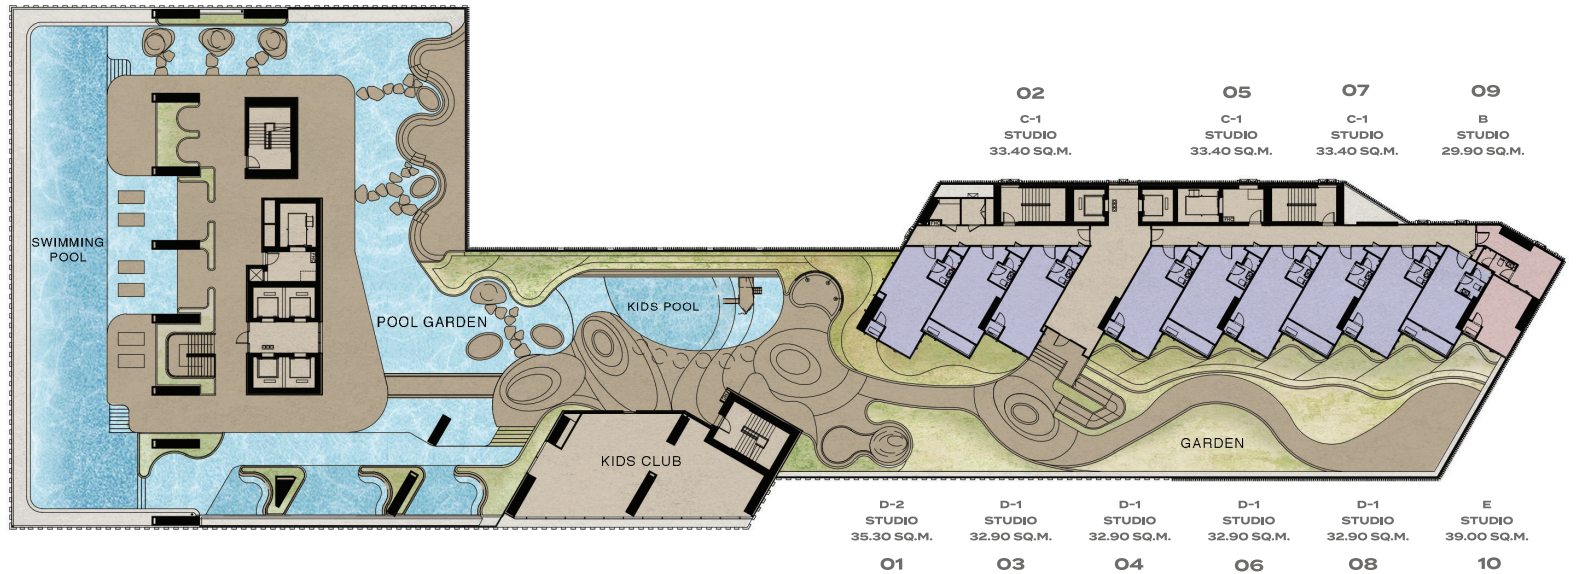 02
C-1
STUDIO
33.40 SQ.M.
05
C-1
STUDIO
33.40 SQ.M.
07
C-1
STUDIO
33.40 SQ.M.
09
B
STUDIO
29.90 SQ.M.
SWIMMING
POOL
POOL GARDEN
KIDS POOL
KIDS CLUB
GARDEN
D-2
STUDIO
35.30 SQ.M.
01
D-1
STUDIO
32.90 SQ.M.
03
D-1
STUDIO
32.90 SQ.M.
04
D-1
STUDIO
32.90 SQ.M.
06
D-1
STUDIO
32.90 SQ.M.
08
E
STUDIO
39.00 SQ.M.
10